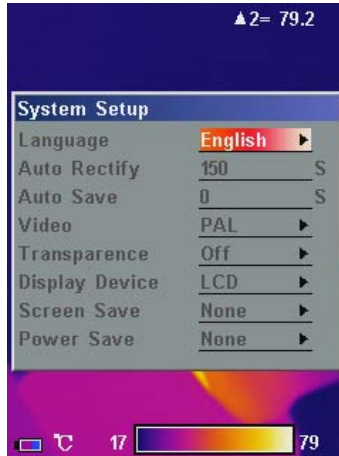 ▲2= 79.2
System Setup
Language English ▶
Auto Rectify 150 S
Auto Save 0 S
Video PAL ▶
Transparence Off ▶
Display Device LCD ▶
Screen Save None ▶
Power Save None ▶
℃ 17 79